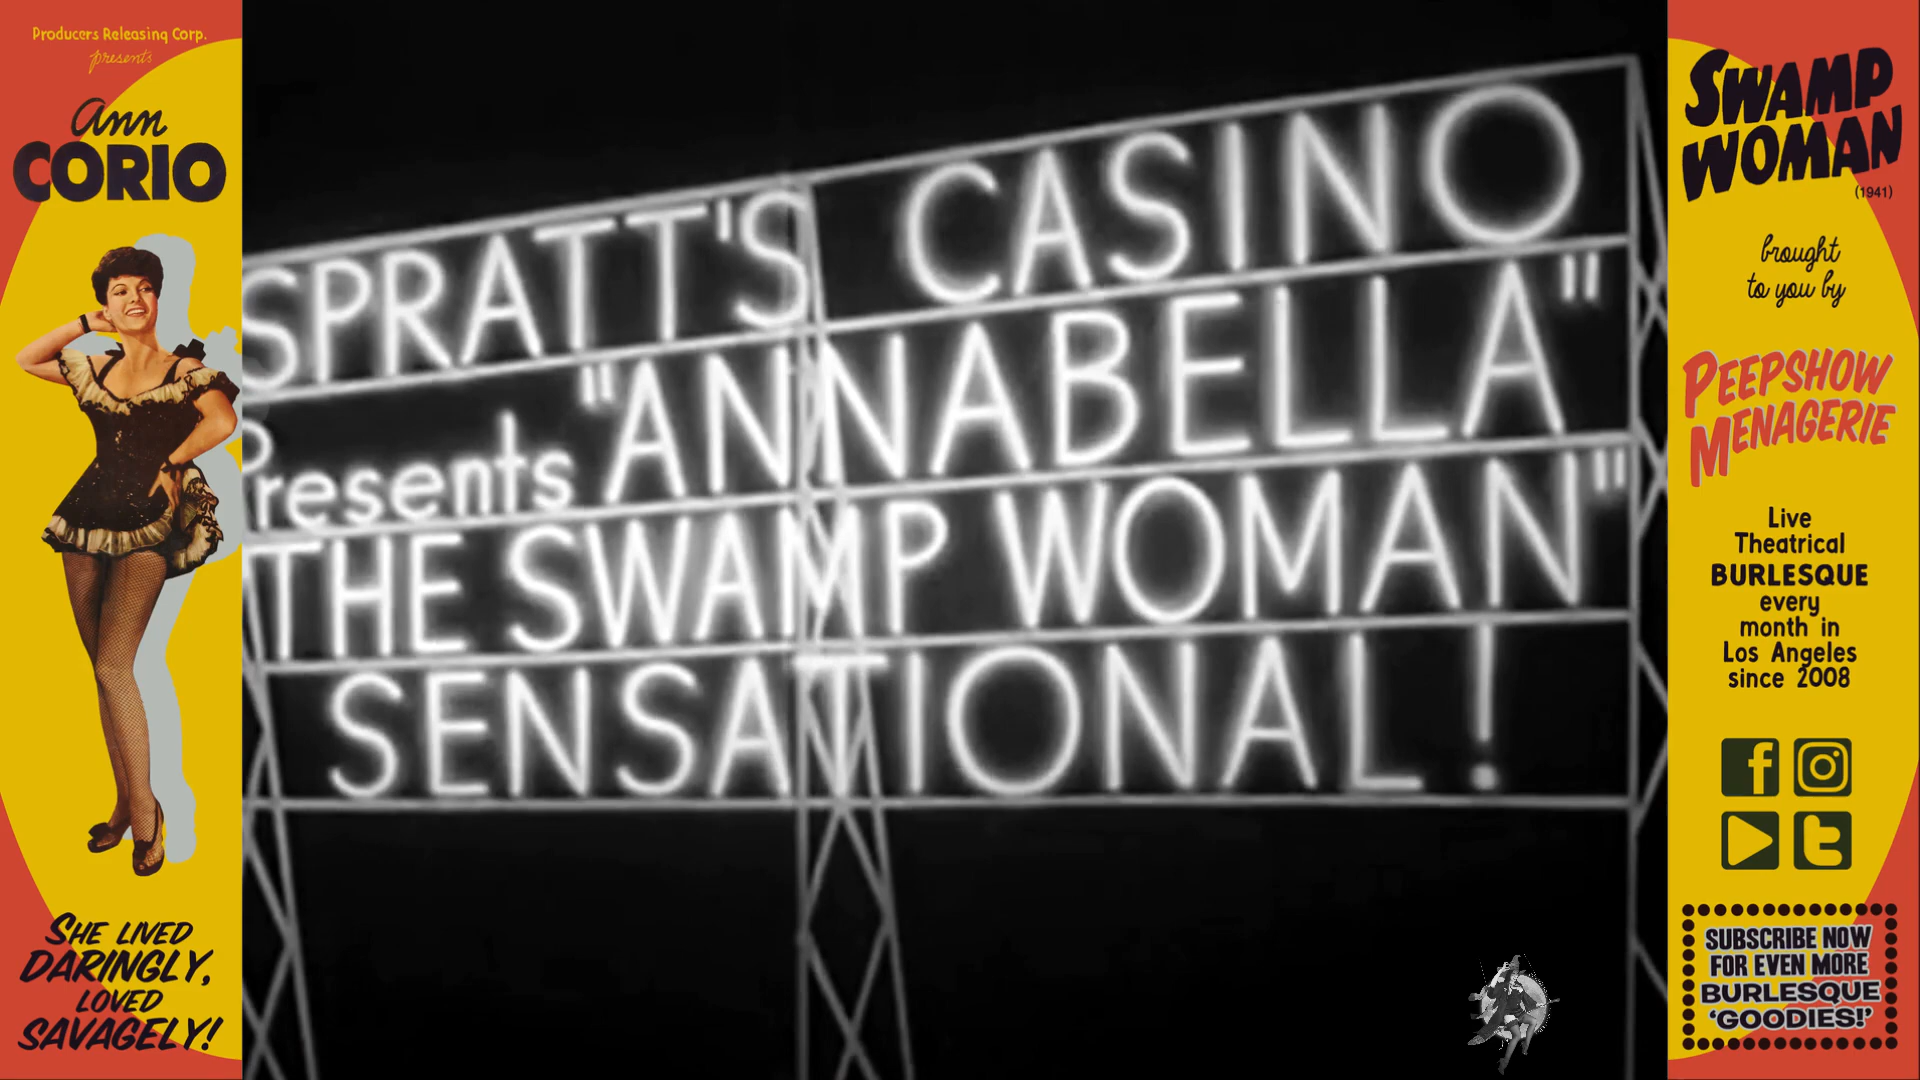 Producers Releasing Corp.
presents
Ann
CORIO
SHE LIVED
DARINGLY,
LOVED
SAVAGELY!
SPRATT'S CASINO
Presents "ANNABELLA"
THE SWAMP WOMAN"
SENSATIONAL!
SWAMP
WOMAN
(1941)
brought
to you by
PEEPSHOW
MENAGERIE
Live
Theatrical
BURLESQUE
every
month in
Los Angeles
since 2008
SUBSCRIBE NOW
FOR EVEN MORE
BURLESQUE
'GOODIES!'